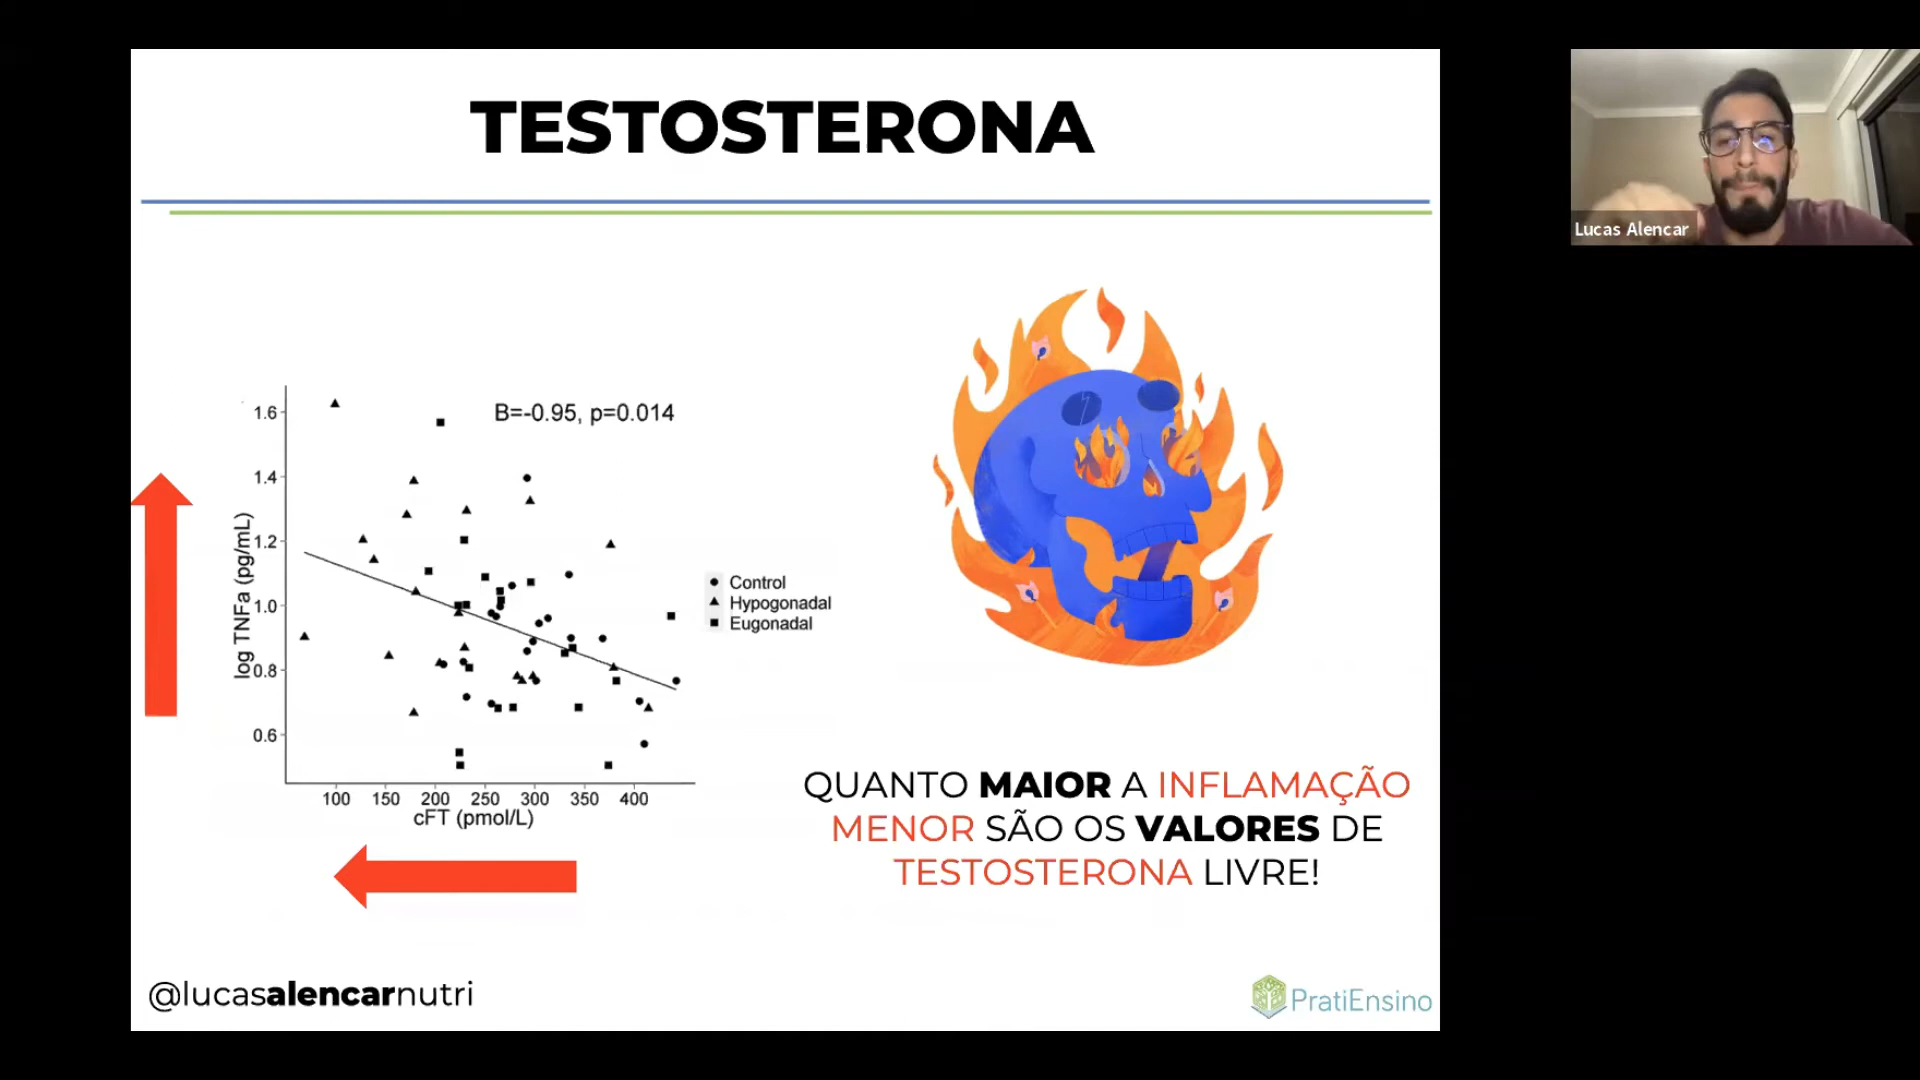 TESTOSTERONA
Lucas Alencar
B=-0.95, p=0.014
1.6
1.4
1.2
1.0
0.8
0.6
log TNFa (pg/mL)
100 150 200 250 300 350 400
cFT (pmol/L)
Control
Hypogonadal
Eugonadal
QUANTO MAIOR A INFLAMAÇÃO
MENOR SÃO OS VALORES DE
TESTOSTERONA LIVRE!
@lucasalencarnutri
PratiEnsino